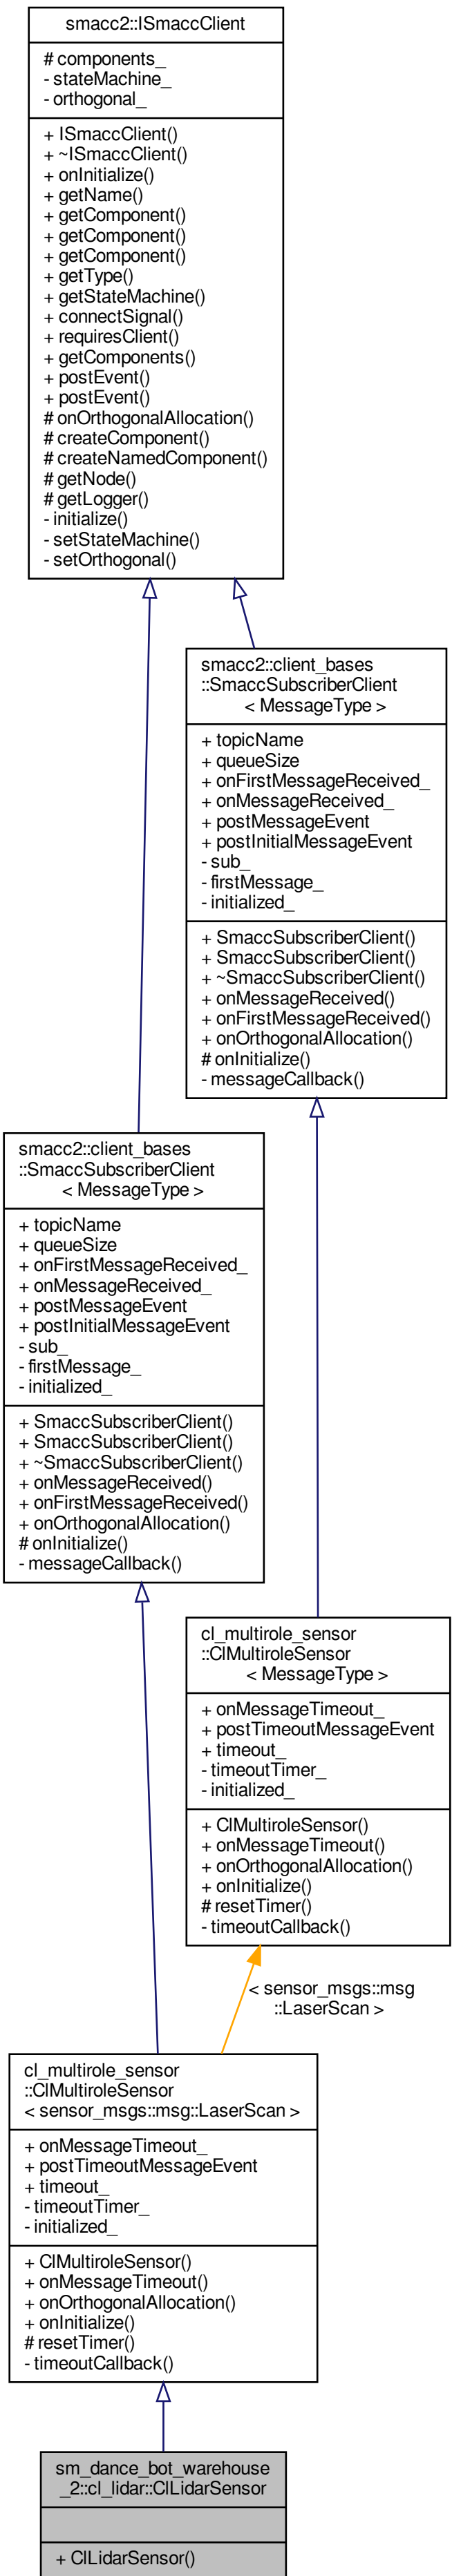 smacc2::ISmaccClient
# components_
- stateMachine_
- orthogonal_
+ ISmaccClient()
+ ~ISmaccClient()
+ onInitialize()
+ getName()
+ getComponent()
+ getComponent()
+ getComponent()
+ getType()
+ getStateMachine()
+ connectSignal()
+ requiresClient()
+ getComponents()
+ postEvent()
+ postEvent()
# onOrthogonalAllocation()
# createComponent()
# createNamedComponent()
# getNode()
# getLogger()
- initialize()
- setStateMachine()
- setOrthogonal()
smacc2::client_bases
::SmaccSubscriberClient
< MessageType >
+ topicName
+ queueSize
+ onFirstMessageReceived_
+ onMessageReceived_
+ postMessageEvent
+ postInitialMessageEvent
- sub_
- firstMessage_
- initialized_
+ SmaccSubscriberClient()
+ SmaccSubscriberClient()
+ ~SmaccSubscriberClient()
+ onMessageReceived()
+ onFirstMessageReceived()
+ onOrthogonalAllocation()
# onInitialize()
- messageCallback()
smacc2::client_bases
::SmaccSubscriberClient
< MessageType >
+ topicName
+ queueSize
+ onFirstMessageReceived_
+ onMessageReceived_
+ postMessageEvent
+ postInitialMessageEvent
- sub_
- firstMessage_
- initialized_
+ SmaccSubscriberClient()
+ SmaccSubscriberClient()
+ ~SmaccSubscriberClient()
+ onMessageReceived()
+ onFirstMessageReceived()
+ onOrthogonalAllocation()
# onInitialize()
- messageCallback()
cl_multirole_sensor
::ClMultiroleSensor
< MessageType >
+ onMessageTimeout_
+ postTimeoutMessageEvent
+ timeout_
- timeoutTimer_
- initialized_
+ ClMultiroleSensor()
+ onMessageTimeout()
+ onOrthogonalAllocation()
+ onInitialize()
# resetTimer()
- timeoutCallback()
< sensor_msgs::msg
::LaserScan >
cl_multirole_sensor
::ClMultiroleSensor
< sensor_msgs::msg::LaserScan >
+ onMessageTimeout_
+ postTimeoutMessageEvent
+ timeout_
- timeoutTimer_
- initialized_
+ ClMultiroleSensor()
+ onMessageTimeout()
+ onOrthogonalAllocation()
+ onInitialize()
# resetTimer()
- timeoutCallback()
sm_dance_bot_warehouse
_2::cl_lidar::ClLidarSensor
+ ClLidarSensor()